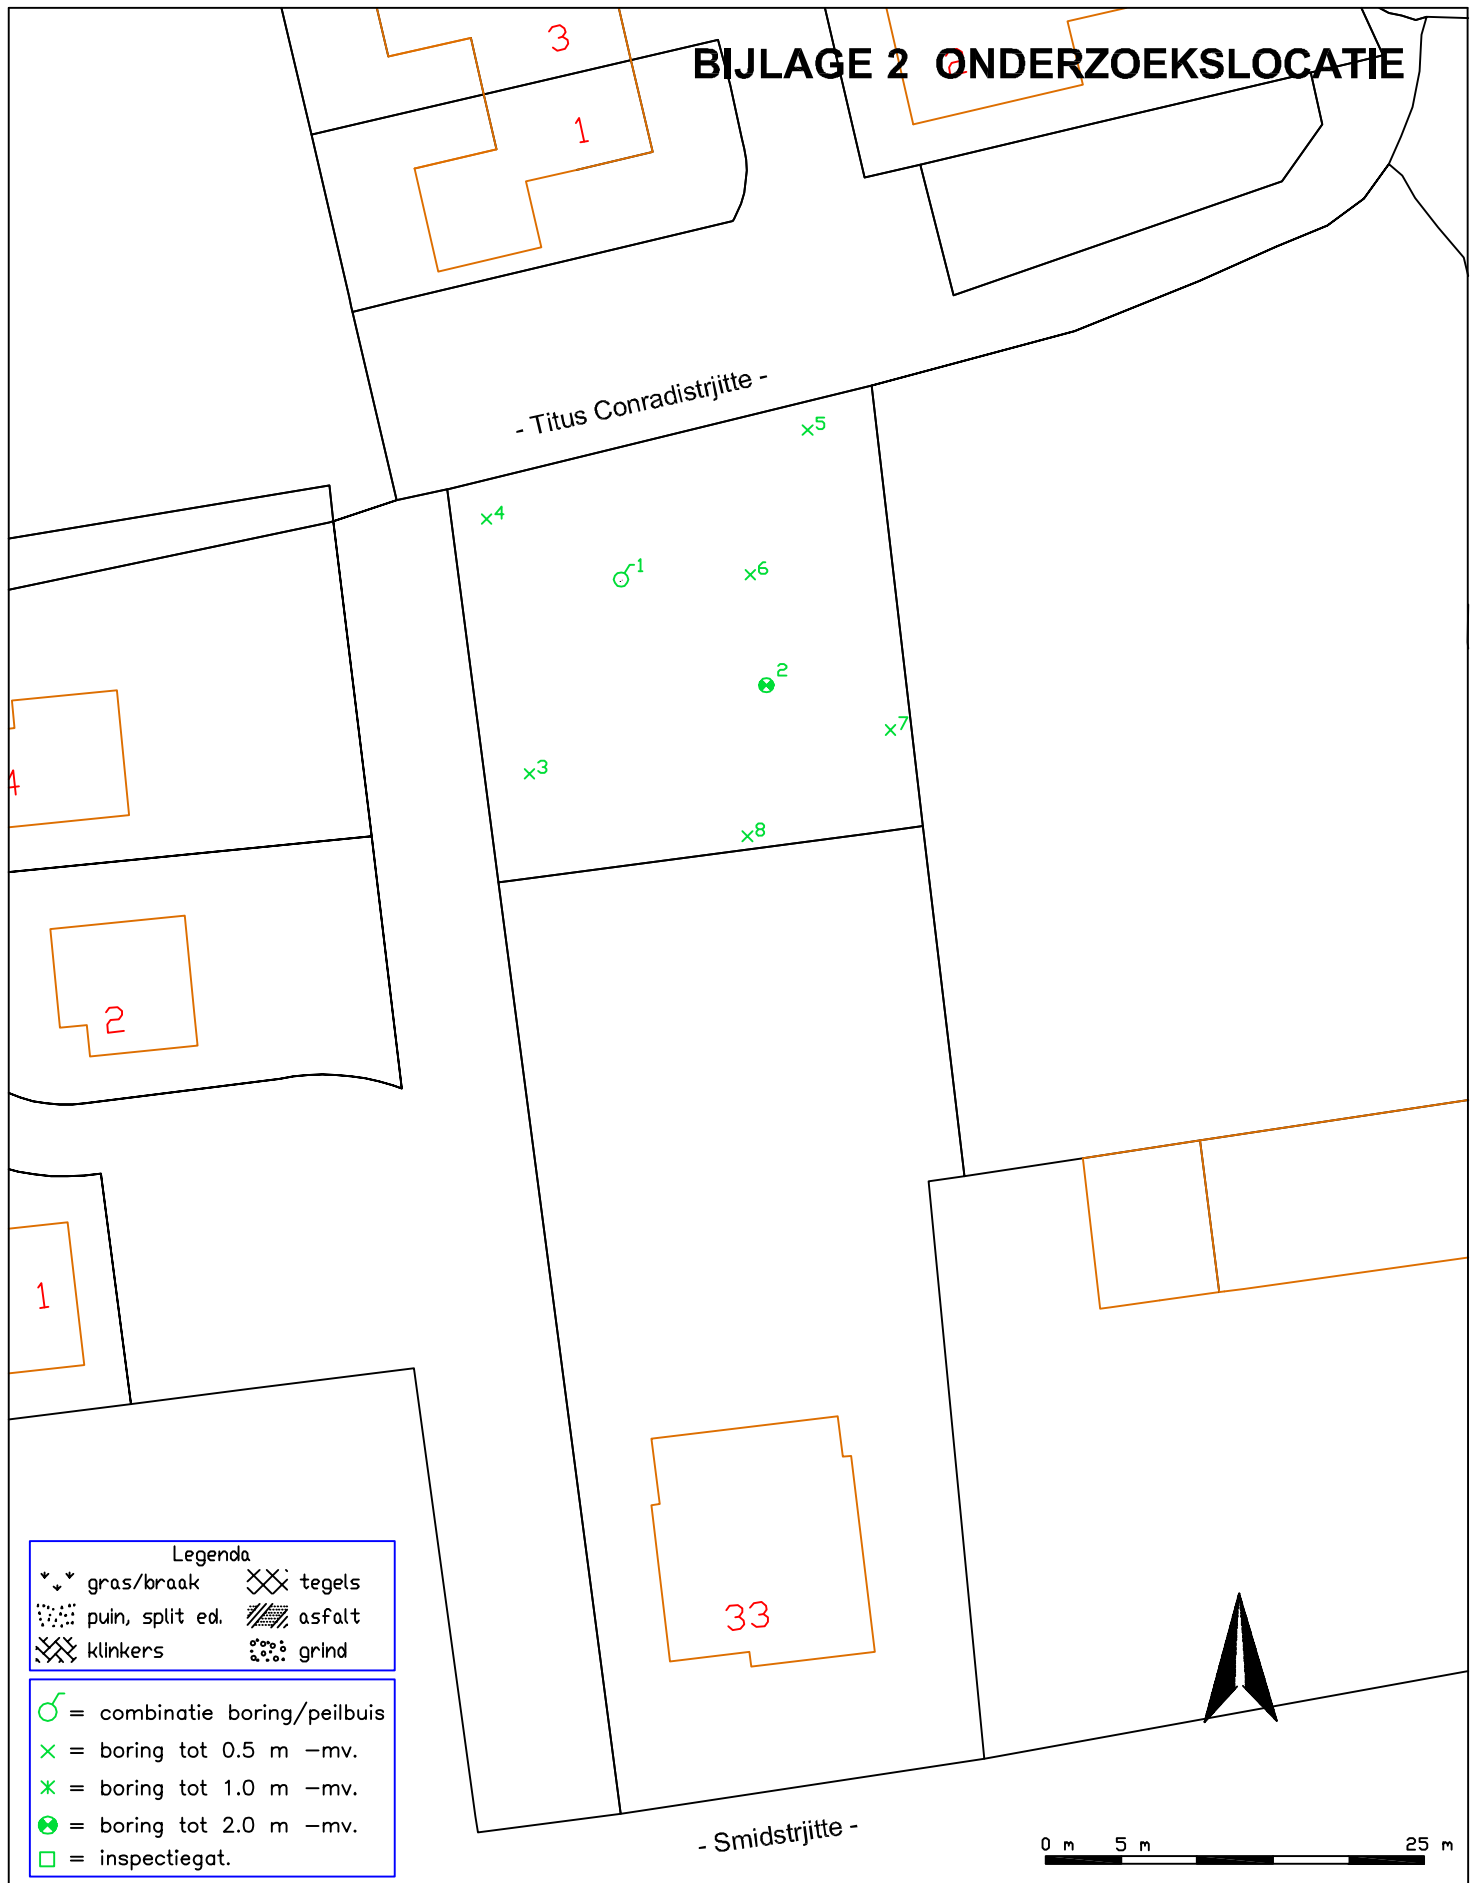 3
BIJLAGE 2 ONDERZOEKSLOCATIE
2
1
- Titus Conradistrjitte -
5
4
1
6
2
7
3
4
8
2
1
33
Legenda
gras/braak
tegels
puin, split ed.
asfalt
klinkers
grind
= combinatie boring/peilbuis
= boring tot 0.5 m -mv.
= boring tot 1.0 m -mv.
= boring tot 2.0 m -mv.
= inspectiegat.
- Smidstrjitte -
0 m 5 m 25 m